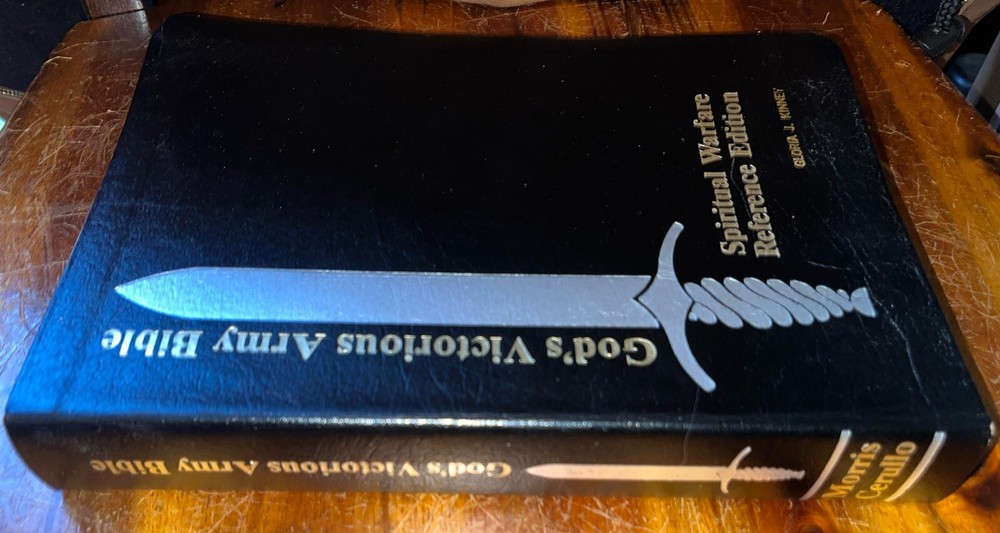 God's Victorious Army Bible
Spiritual Warfare
Reference Edition
GLORIA J. KINNEY
God's Victorious Army Bible
Morris
Cerullo